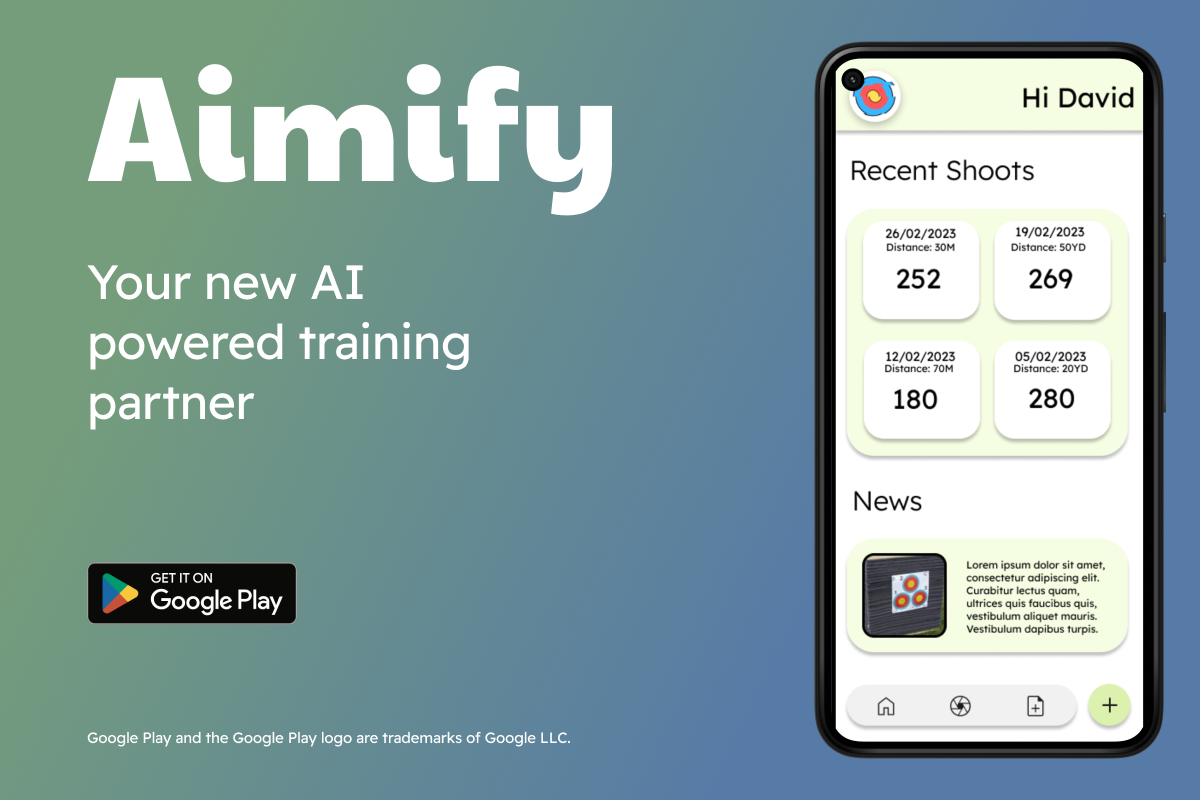 Aimify
Your new AI
powered training
partner
GET IT ON
Google Play
Google Play and the Google Play logo are trademarks of Google LLC.
Hi David
Recent Shoots
26/02/2023
Distance: 30M
252
19/02/2023
Distance: 50YD
269
12/02/2023
Distance: 70M
180
05/02/2023
Distance: 20YD
280
News
Lorem ipsum dolor sit amet,
consectetur adipiscing elit.
Curabitur lectus quam,
ultrices quis faucibus quis,
vestibulum aliquet mauris.
Vestibulum dapibus turpis.